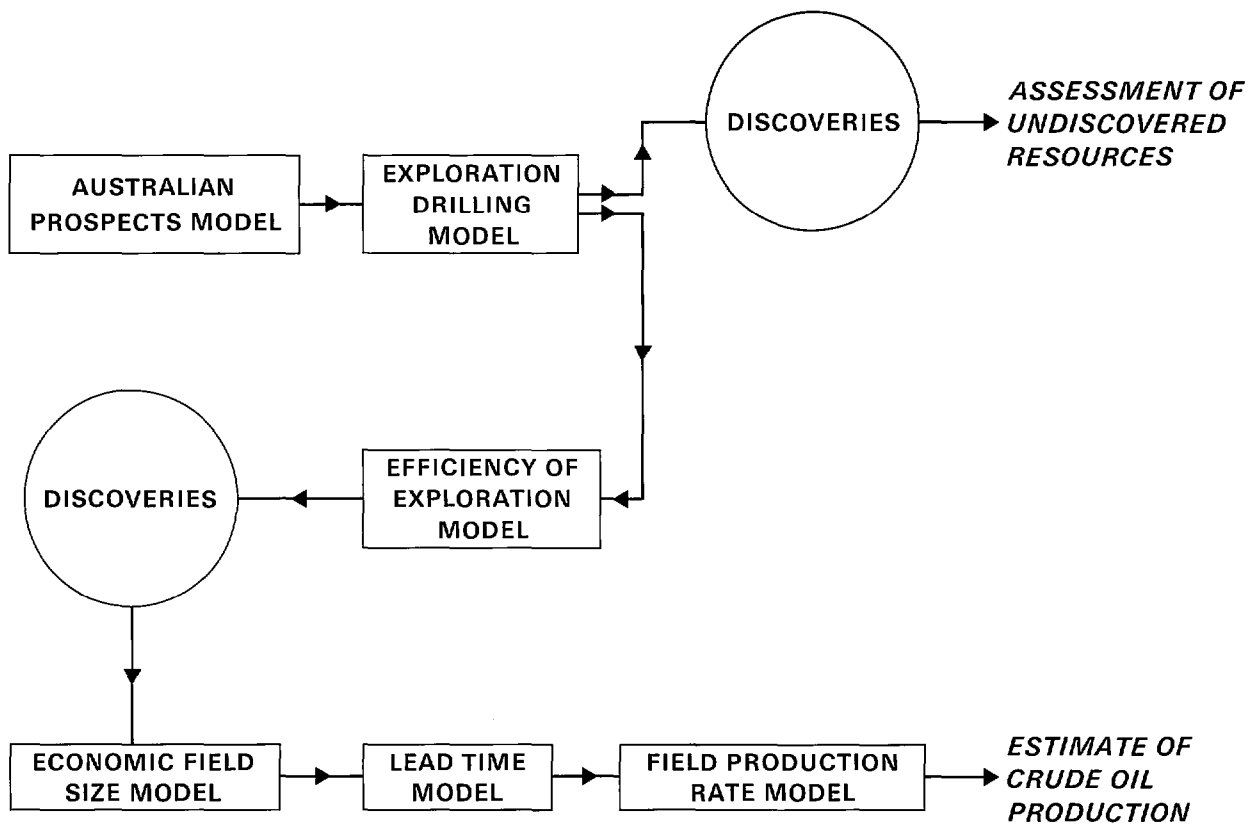 AUSTRALIAN
PROSPECTS MODEL
EXPLORATION
DRILLING
MODEL
DISCOVERIES
ASSESSMENT OF
UNDISCOVERED
RESOURCES
DISCOVERIES
EFFICIENCY OF
EXPLORATION
MODEL
ECONOMIC FIELD
SIZE MODEL
LEAD TIME
MODEL
FIELD PRODUCTION
RATE MODEL
ESTIMATE OF
CRUDE OIL
PRODUCTION